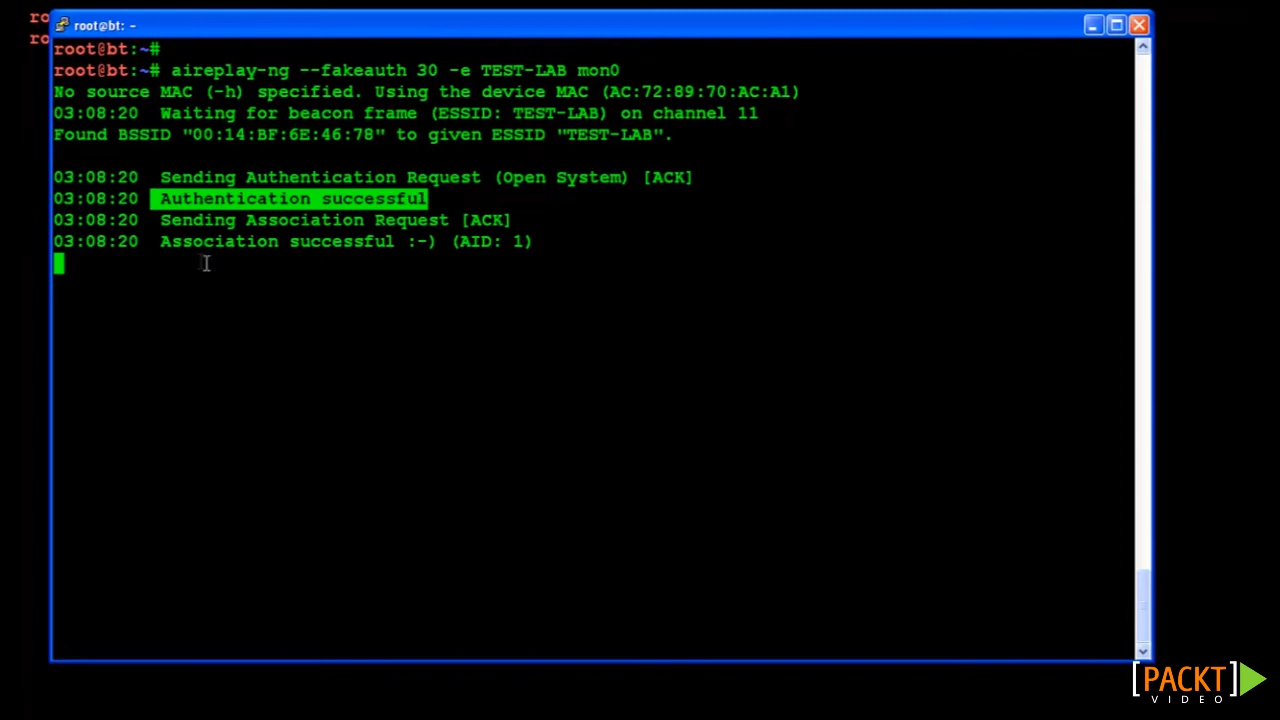 ro
ro
root@bt: ~
root@bt:~#
root@bt:~# aireplay-ng --fakeauth 30 -e TEST-LAB mon0
No source MAC (-h) specified. Using the device MAC (AC:72:89:70:AC:A1)
03:08:20  Waiting for beacon frame (ESSID: TEST-LAB) on channel 11
Found BSSID "00:14:BF:6E:46:78" to given ESSID "TEST-LAB".
03:08:20  Sending Authentication Request (Open System) [ACK]
03:08:20  Authentication successful
03:08:20  Sending Association Request [ACK]
03:08:20  Association successful :-) (AID: 1)
[PACKT]
VIDEO